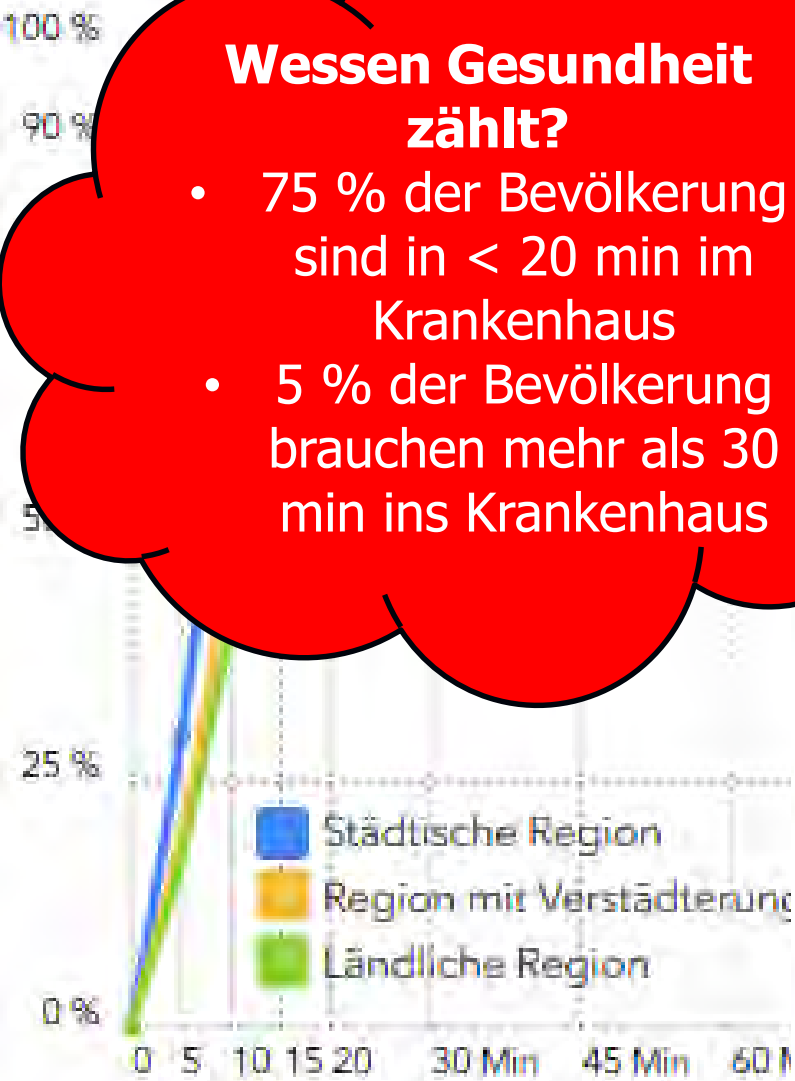 100 %
90 %
Wessen Gesundheit
zählt?
• 75 % der Bevölkerung
sind in < 20 min im
Krankenhaus
• 5 % der Bevölkerung
brauchen mehr als 30
min ins Krankenhaus
25 %
Städtische Region
Region mit Verstädterung
Ländliche Region
0 %
0 5 10 15 20 30 Min 45 Min 60